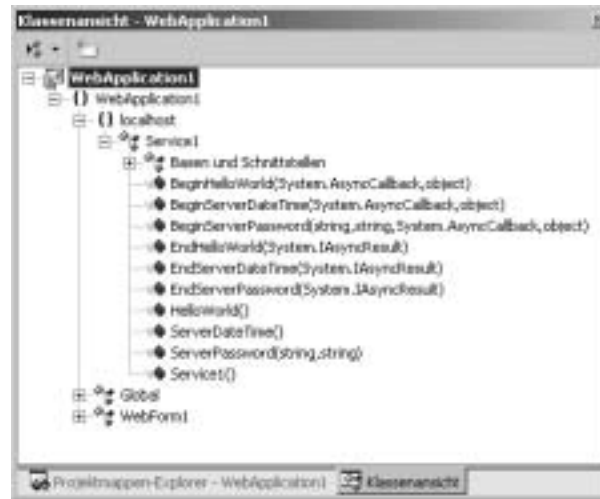 Klassenansicht - WebApplication1
WebApplication1
{} WebApplication1
{} localhost
Service1
Basen und Schnittstellen
BeginHelloWorld(System.AsyncCallback,object)
BeginServerDateTime(System.AsyncCallback,object)
BeginServerPassword(string,string,System.AsyncCallback,object)
EndHelloWorld(System.IAsyncResult)
EndServerDateTime(System.IAsyncResult)
EndServerPassword(System.IAsyncResult)
HelloWorld()
ServerDateTime()
ServerPassword(string,string)
Service1()
Global
WebForm1
Projektmappen-Explorer - WebApplication1 Klassenansicht